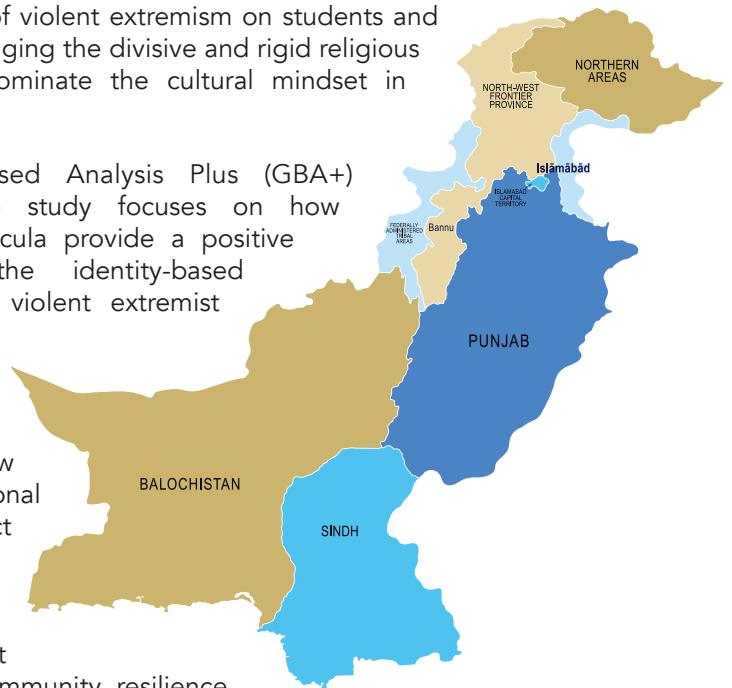 of violent extremism on students and
ging the divisive and rigid religious
ominate the cultural mindset in
sed Analysis Plus (GBA+)
study focuses on how
cula provide a positive
the identity-based
violent extremist
w
onal
ct
t
mmunity resilience
NORTHERN
AREAS
NORTH-WEST
FRONTIER
PROVINCE
Islāmābād
ISLAMABAD
CAPITAL
TERRITORY
FEDERALLY
ADMINISTERED
TRIBAL
AREAS
Bannu
PUNJAB
BALOCHISTAN
SINDH